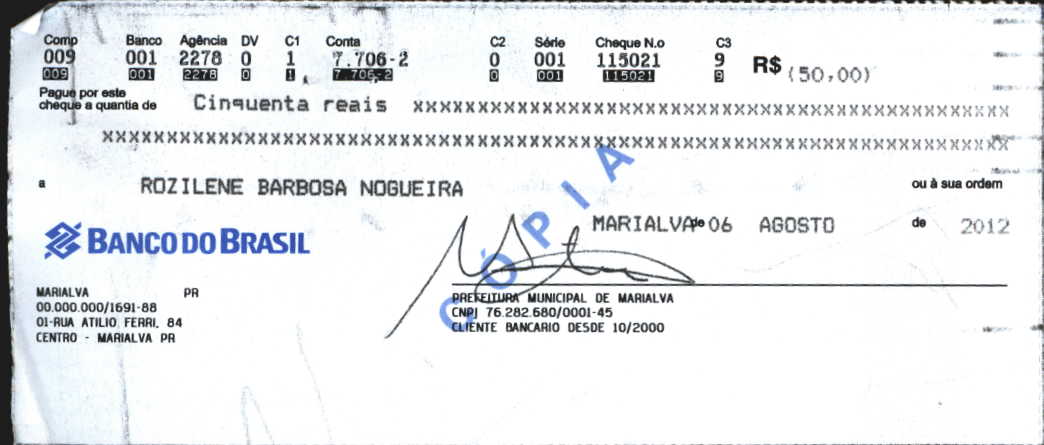 Comp Banco Agência DV C1 Conta C2 Série Cheque N.o C3
009 001 2278 0 1 7.706-2 0 001 115021 9 R$ (50,00)
009 001 2278 0 1 7.706-2 0 001 115021 9
Pague por este
cheque a quantia de Cinquenta reais xxxxxxxxxxxxxxxxxxxxxxxxxxxxxxxxxxxxxxxxxxxxxx
xxxxxxxxxxxxxxxxxxxxxxxxxxxxxxxxxxxxxxxxxxxxxxxxxxxxxxxxxxxxxxxxxxxxxx
a ROZILENE BARBOSA NOGUEIRA ou à sua ordem
CÓPIA
MARIALVA de 06 AGOSTO de 2012
BANCO DO BRASIL
MARIALVA PR
00.000.000/1691-88
01-RUA ATILIO FERRI, 84
CENTRO - MARIALVA PR
PREFEITURA MUNICIPAL DE MARIALVA
CNPJ 76.282.680/0001-45
CLIENTE BANCARIO DESDE 10/2000